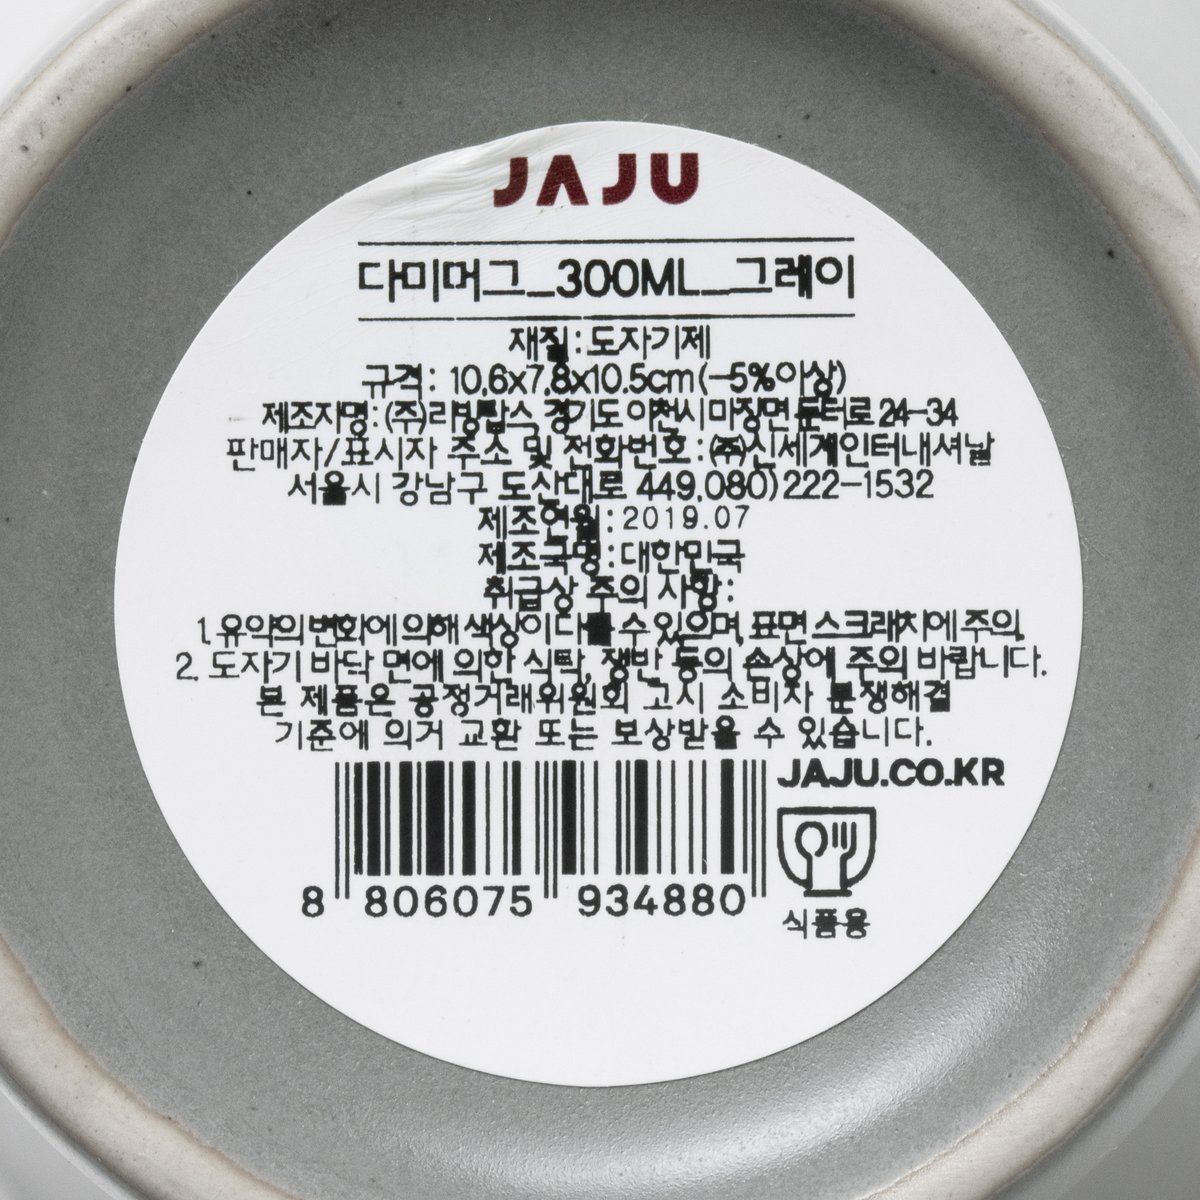 JAJU
다미머그_300ML_그레이
재질 : 도자기제
규격 : 10.6x7.8x10.5cm(-5%이상)
제조자명 : (주)리빙탑스 경기도 이천시 마장면 둔터로 24-34
판매자/표시자 주소 및 전화번호 : (주)신세계인터내셔날
서울시 강남구 도산대로 449,080)222-1532
제조연월 : 2019.07
제조국명 : 대한민국
취급상 주의 사항 :
1. 유약의 변화에 의해 색상이 다를 수 있으며, 표면 스크래치에 주의
2. 도자기 바닥 면에 의한 식탁, 쟁반 등의 손상에 주의 바랍니다.
본 제품은 공정거래위원회 고시 소비자 분쟁해결
기준에 의거 교환 또는 보상받을 수 있습니다.
JAJU.CO.KR
8 806075 934880
식품용